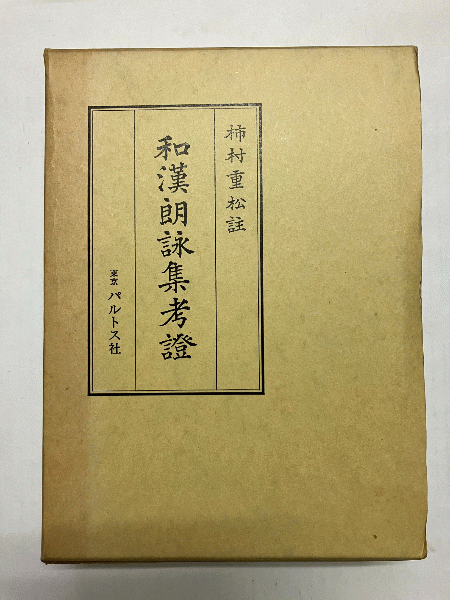 柿村重松註
和漢朗詠集考證
東京 パルトス社